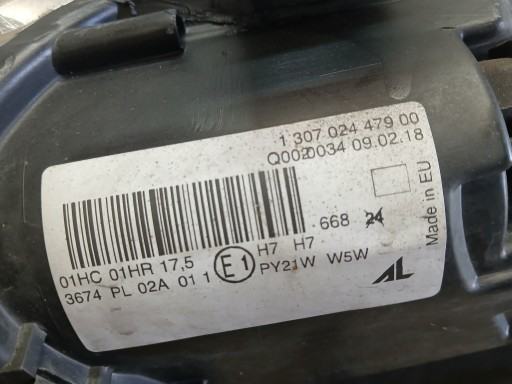 1 307 024 479 00
Q0020034 09.02.18
668 24
Made in EU
01HC 01HR 17,5
E1
H7 H7
3674 PL 02A 01 1
PY21W W5W
AL